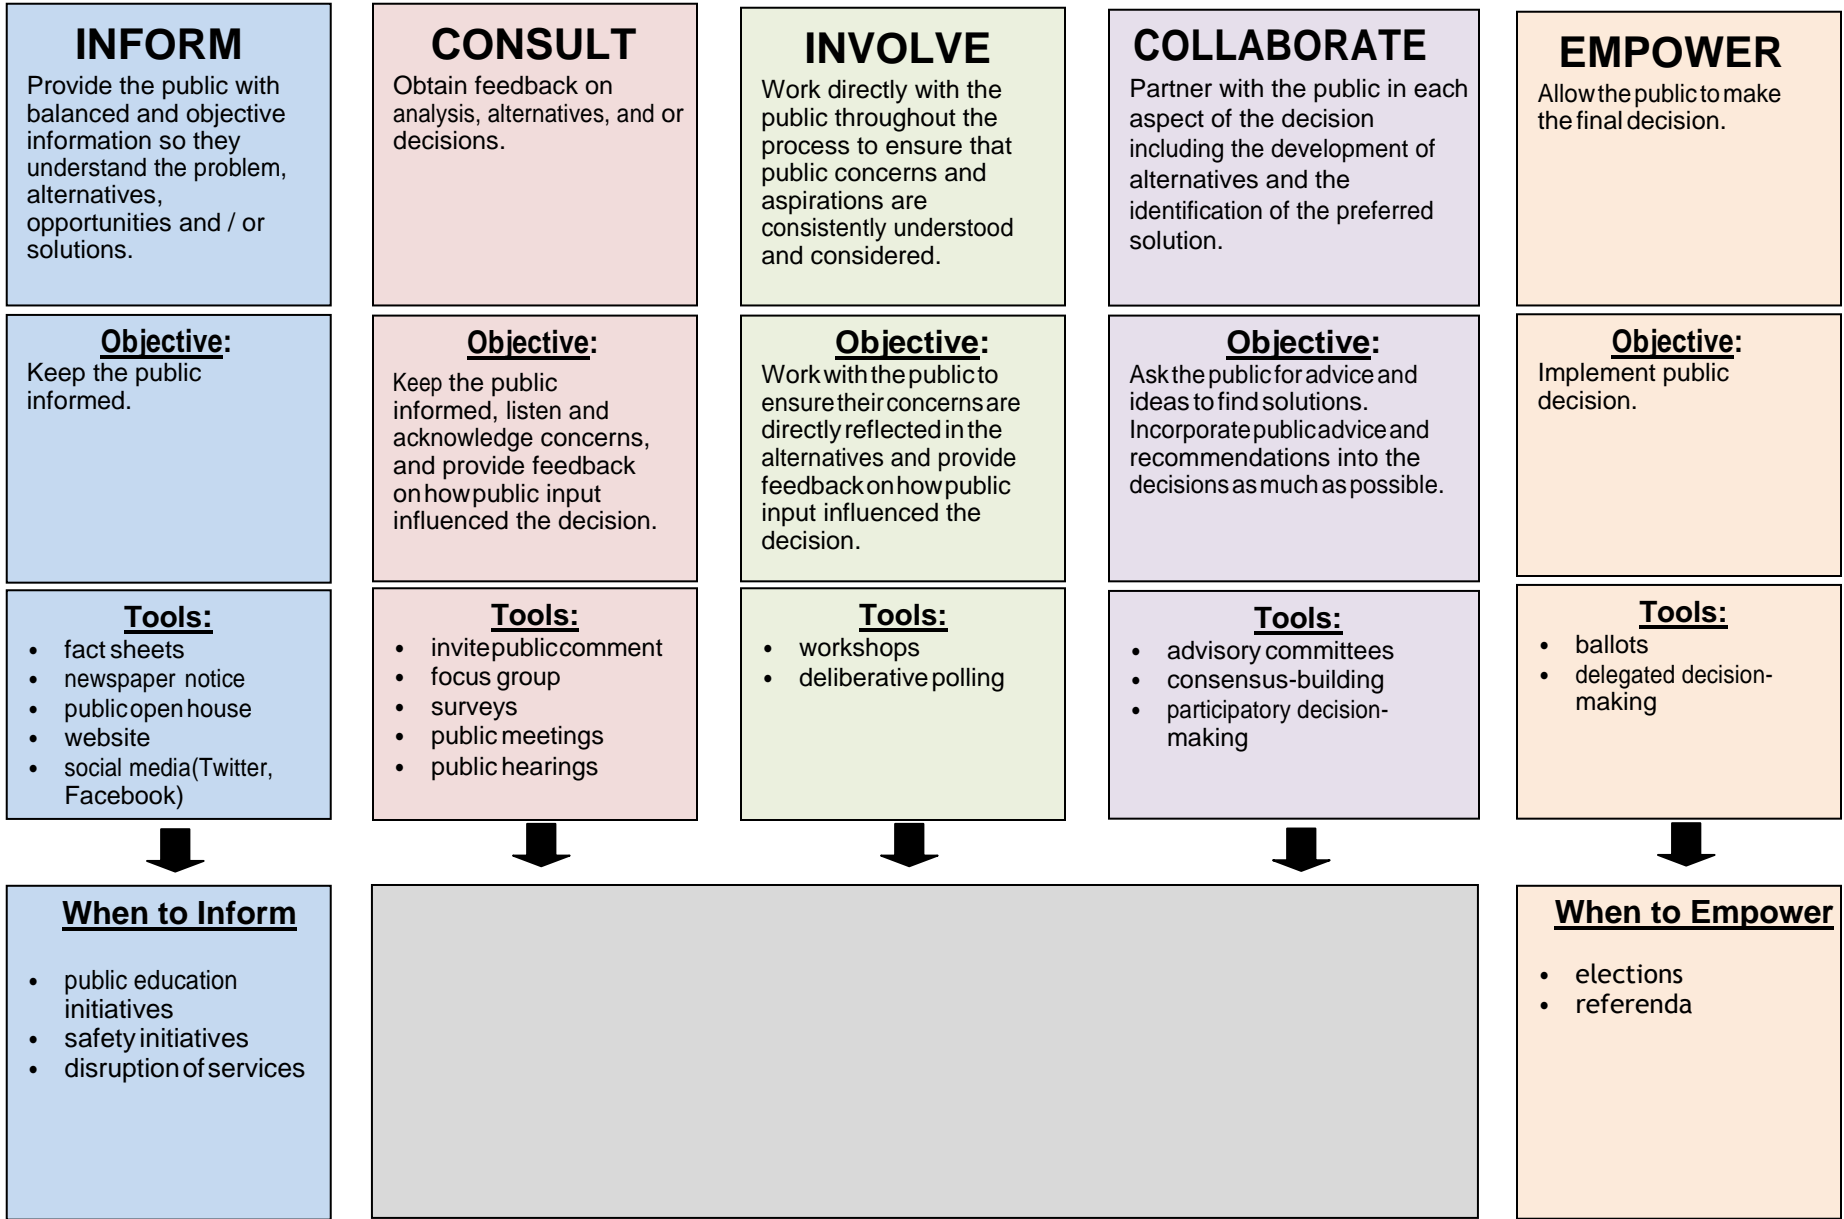 INFORM
Provide the public with
balanced and objective
information so they
understand the problem,
alternatives,
opportunities and / or
solutions.
CONSULT
Obtain feedback on
analysis, alternatives, and or
decisions.
INVOLVE
Work directly with the
public throughout the
process to ensure that
public concerns and
aspirations are
consistently understood
and considered.
COLLABORATE
Partner with the public in each
aspect of the decision
including the development of
alternatives and the
identification of the preferred
solution.
EMPOWER
Allow the public to make
the final decision.
Objective:
Keep the public
informed.
Objective:
Keep the public
informed, listen and
acknowledge concerns,
and provide feedback
on how public input
influenced the decision.
Objective:
Work with the public to
ensure their concerns are
directly reflected in the
alternatives and provide
feedback on how public
input influenced the
decision.
Objective:
Ask the public for advice and
ideas to find solutions.
Incorporate public advice and
recommendations into the
decisions as much as possible.
Objective:
Implement public
decision.
Tools:
• fact sheets
• newspaper notice
• public open house
• website
• social media(Twitter,
Facebook)
Tools:
• invite public comment
• focus group
• surveys
• public meetings
• public hearings
Tools:
• workshops
• deliberative polling
Tools:
• advisory committees
• consensus-building
• participatory decision-
making
Tools:
• ballots
• delegated decision-
making
When to Inform
• public education
initiatives
• safety initiatives
• disruption of services
When to Empower
• elections
• referenda